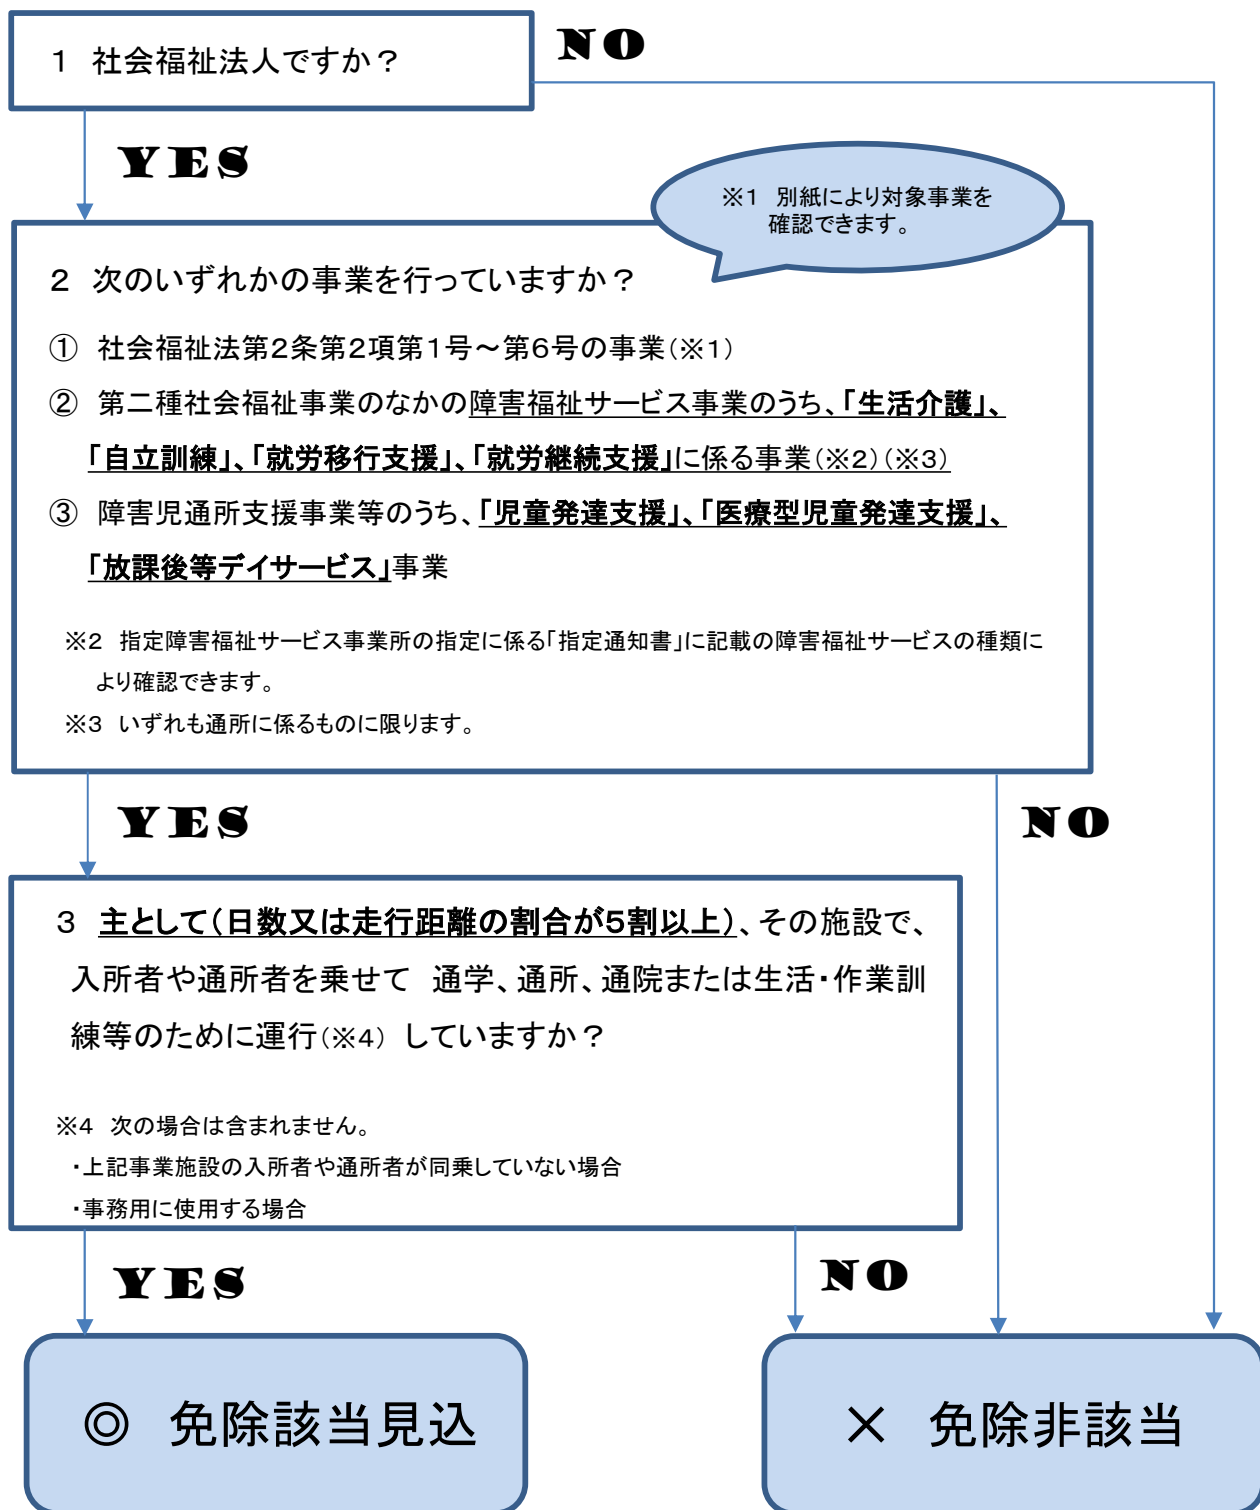 １　社会福祉法人ですか？
NO
YES
※１　別紙により対象事業を
確認できます。
２　次のいずれかの事業を行っていますか？
①　社会福祉法第２条第２項第１号～第６号の事業（※１）
②　第二種社会福祉事業のなかの障害福祉サービス事業のうち、「生活介護」、
「自立訓練」、「就労移行支援」、「就労継続支援」に係る事業（※２）（※３）
③　障害児通所支援事業等のうち、「児童発達支援」、「医療型児童発達支援」、
「放課後等デイサービス」事業
※２　指定障害福祉サービス事業所の指定に係る「指定通知書」に記載の障害福祉サービスの種類に
より確認できます。
※３　いずれも通所に係るものに限ります。
YES
NO
３　主として（日数又は走行距離の割合が５割以上）、その施設で、
入所者や通所者を乗せて　通学、通所、通院または生活・作業訓
練等のために運行（※４）していますか？
※４　次の場合は含まれません。
・上記事業施設の入所者や通所者が同乗していない場合
・事務用に使用する場合
YES
NO
◎　免除該当見込
×　免除非該当